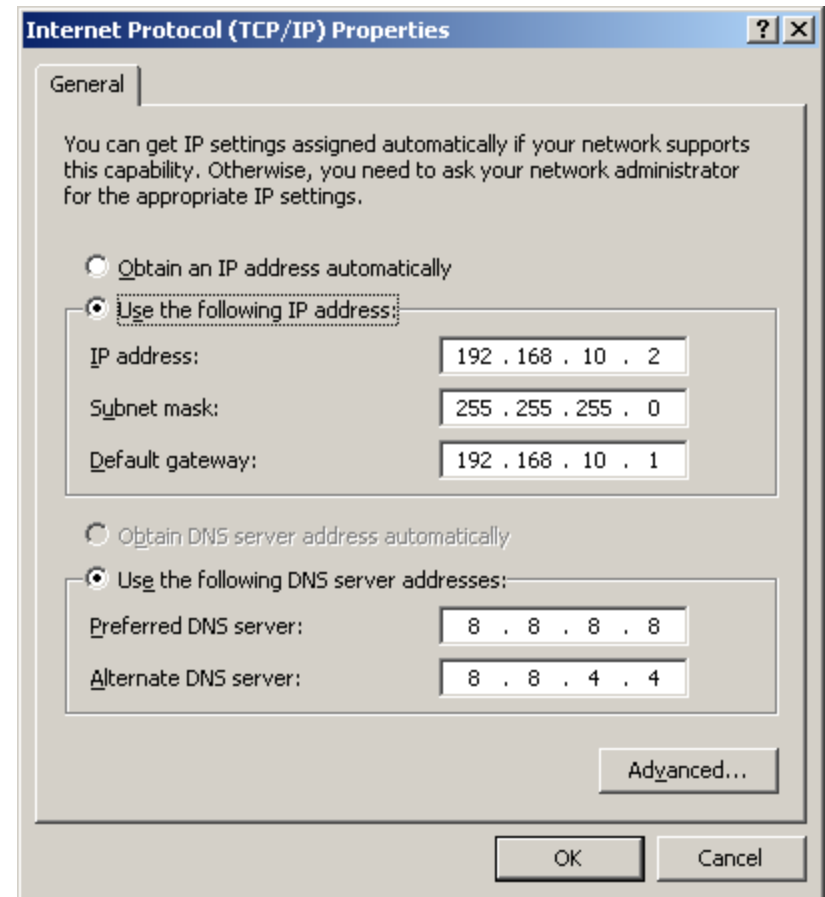 Internet Protocol (TCP/IP) Properties
General
You can get IP settings assigned automatically if your network supports
this capability. Otherwise, you need to ask your network administrator
for the appropriate IP settings.
Obtain an IP address automatically
Use the following IP address:
IP address: 192 . 168 . 10 . 2
Subnet mask: 255 . 255 . 255 . 0
Default gateway: 192 . 168 . 10 . 1
Obtain DNS server address automatically
Use the following DNS server addresses:
Preferred DNS server: 8 . 8 . 8 . 8
Alternate DNS server: 8 . 8 . 4 . 4
Advanced...
OK Cancel